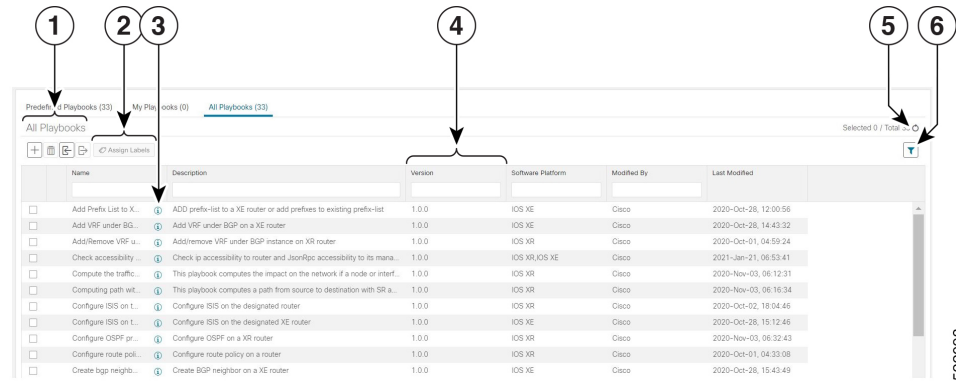 1 2 3 4 5 6
Playbooks (33) My (0) All Playbooks (33)
All Playbooks Selected 0 / Total
Assign Labels
Name Description Version Software Platform Modified By Last Modified
Add Prefix List to X... ADD prefix-list to a XE router or add prefixes to existing prefix-list 1.0.0 IOS XE Cisco 2020-Oct-28, 12:00:56
Add VRF under BG... Add VRF under BGP on a XE router 1.0.0 IOS XE Cisco 2020-Oct-28, 14:43:32
Add/Remove VRF u... Add/remove VRF under BGP instance on XR router 1.0.0 IOS XR Cisco 2020-Oct-01, 04:59:24
Check accessibility ... Check ip accessibility to router and JsonRpc accessibility to its mana... 1.0.0 IOS XR,IOS XE Cisco 2021-Jan-21, 06:53:41
Compute the traffic... This playbook computes the impact on the network if a node or interf... 1.0.0 IOS XR Cisco 2020-Nov-03, 06:12:31
Computing path wit... This playbook computes a path from source to destination with SR a... 1.0.0 IOS XR Cisco 2020-Nov-03, 06:16:34
Configure ISIS on t... Configure ISIS on the designated router 1.0.0 IOS XR Cisco 2020-Oct-02, 18:04:46
Configure ISIS on t... Configure ISIS on the designated XE router 1.0.0 IOS XE Cisco 2020-Oct-28, 15:12:46
Configure OSPF pr... Configure OSPF on a XR router 1.0.0 IOS XR Cisco 2020-Nov-03, 06:32:43
Configure route poli... Configure route policy on a router 1.0.0 IOS XR Cisco 2020-Oct-01, 04:33:08
Create bgp neighb... Create BGP neighbor on a XE router 1.0.0 IOS XE Cisco 2020-Oct-28, 15:43:49